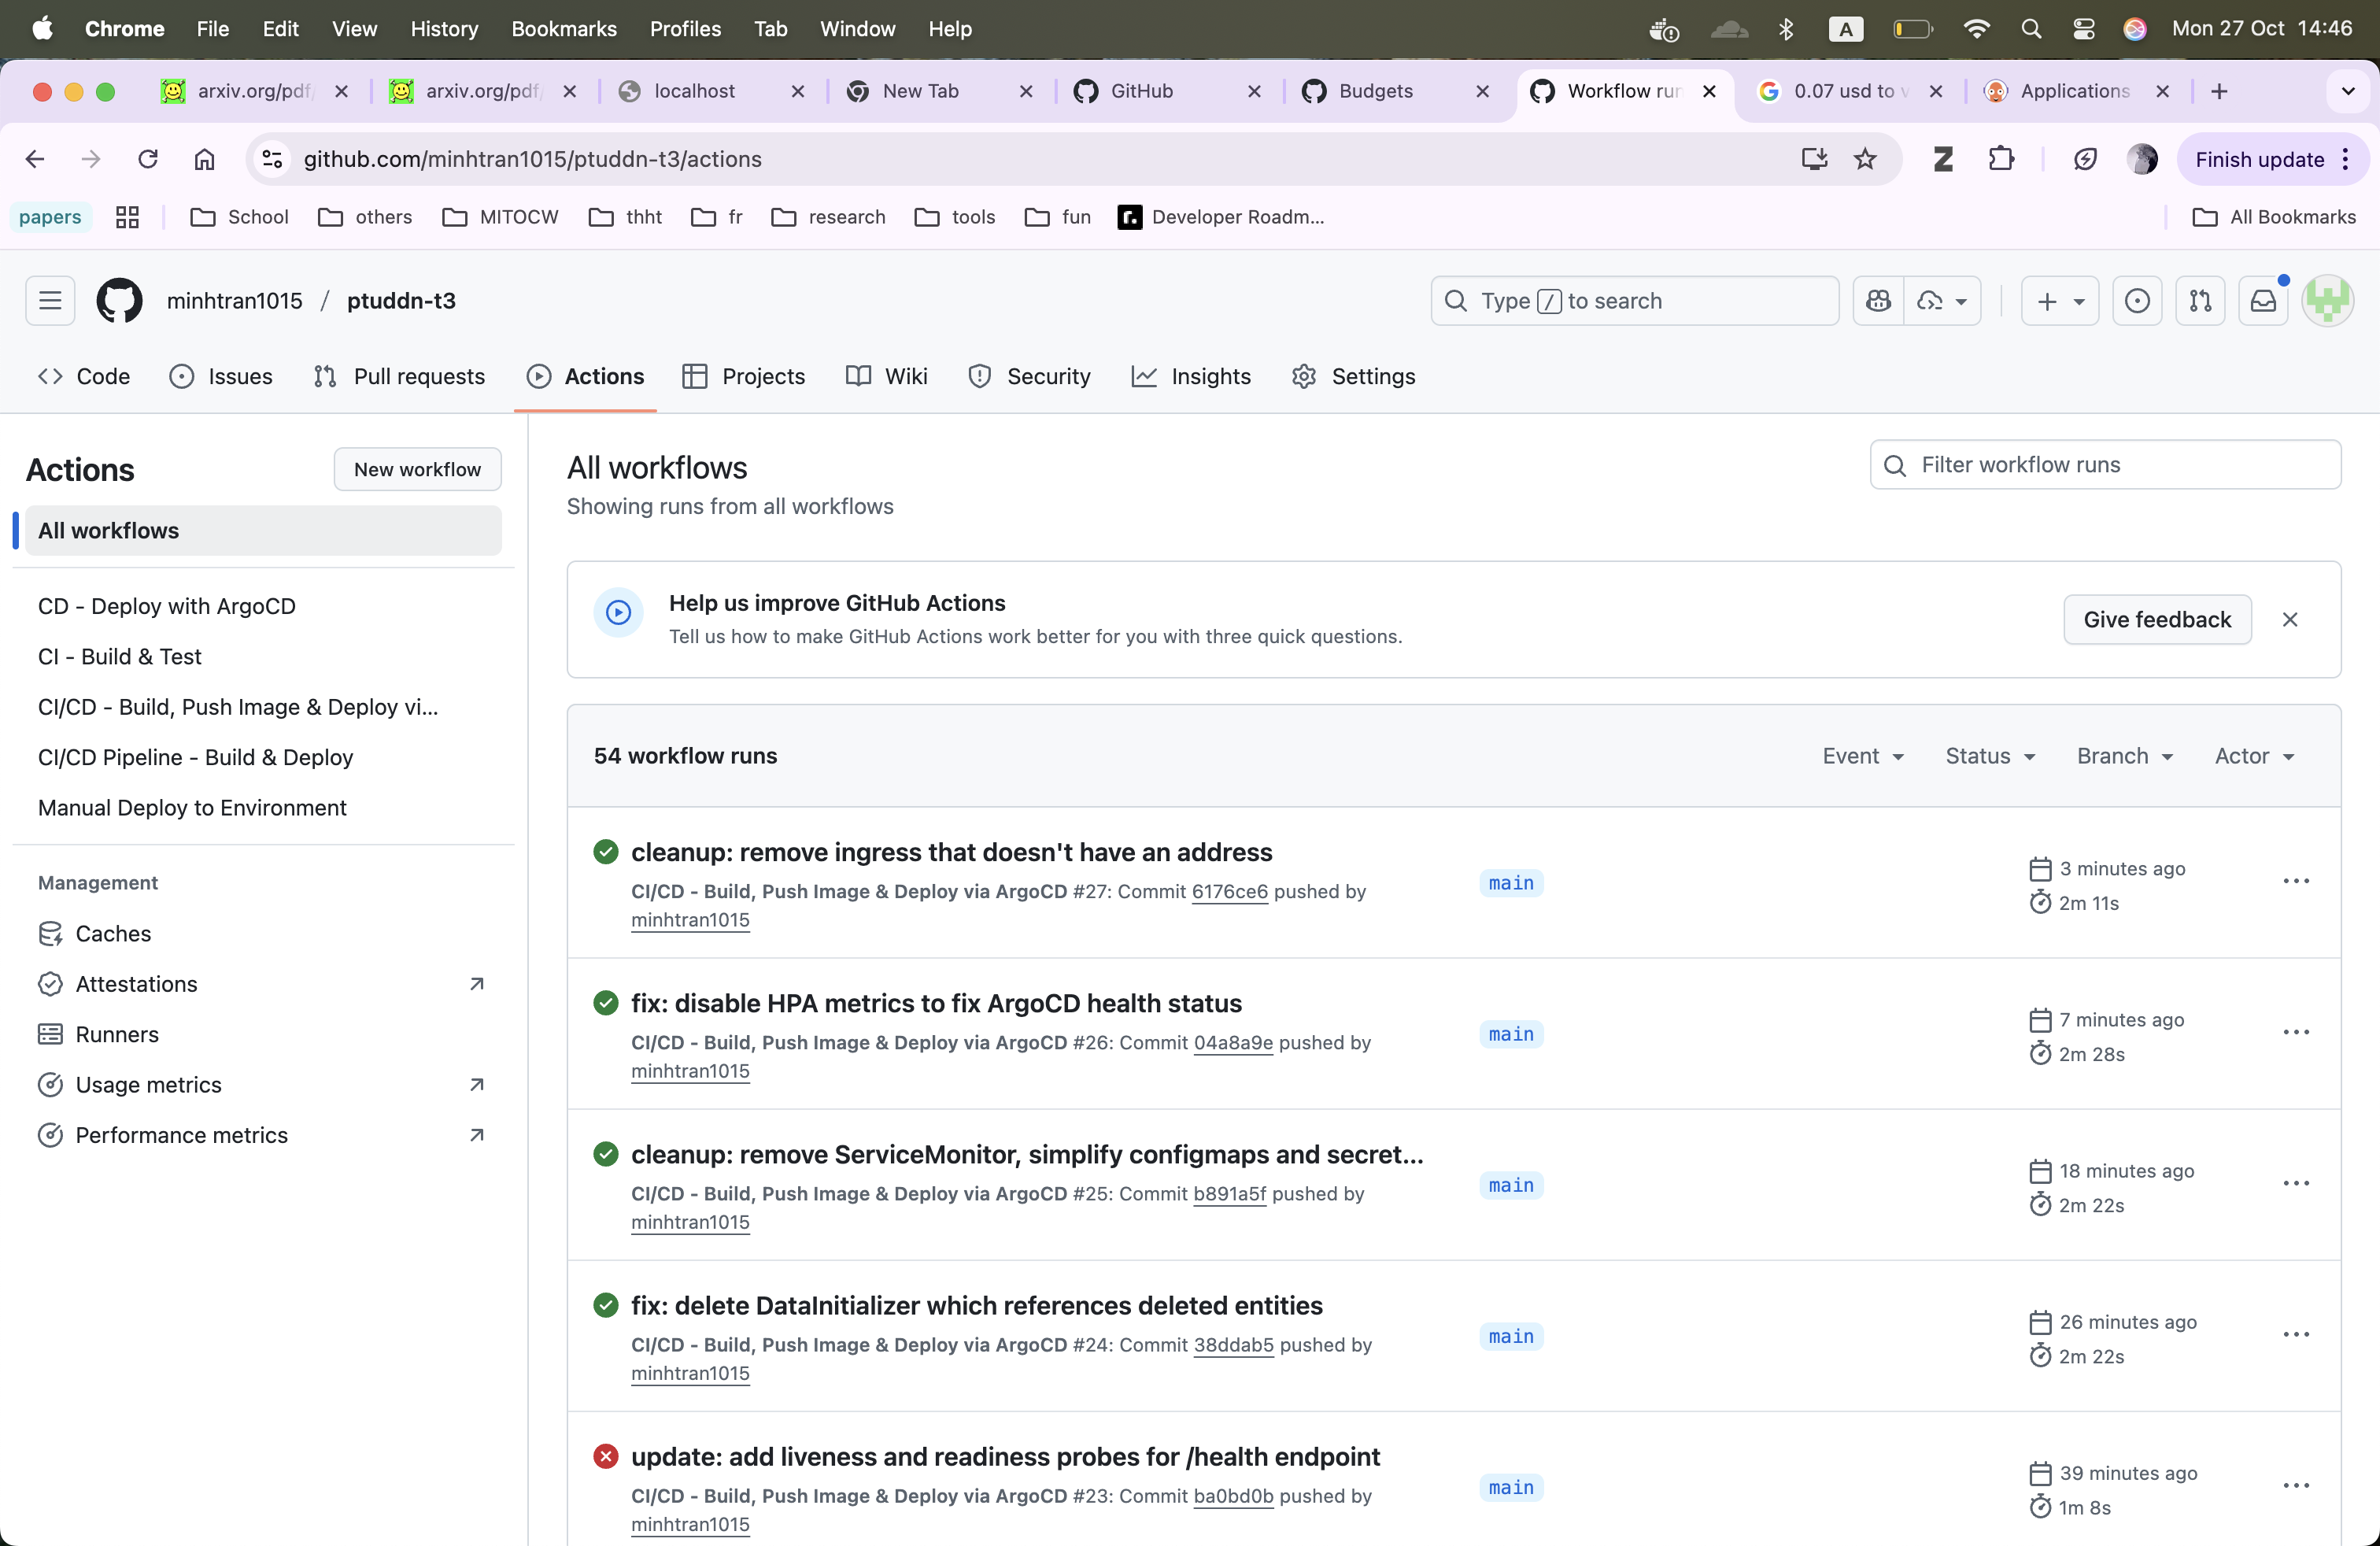 Chrome File Edit View History Bookmarks Profiles Tab Window Help A Mon 27 Oct 14:46
arxiv.org/pdf/ arxiv.org/pdf/ localhost New Tab GitHub Budgets Workflow run 0.07 usd to v Applications
github.com/minhtran1015/ptuddn-t3/actions Finish update
papers School others MITOCW thht fr research tools fun Developer Roadm... All Bookmarks
minhtran1015 / ptuddn-t3 Type / to search
Code Issues Pull requests Actions Projects Wiki Security Insights Settings
Actions New workflow
All workflows
CD - Deploy with ArgoCD
CI - Build & Test
CI/CD - Build, Push Image & Deploy vi...
CI/CD Pipeline - Build & Deploy
Manual Deploy to Environment
Management
Caches
Attestations
Runners
Usage metrics
Performance metrics
All workflows
Showing runs from all workflows
Filter workflow runs
Help us improve GitHub Actions
Tell us how to make GitHub Actions work better for you with three quick questions.
Give feedback
54 workflow runs Event Status Branch Actor
cleanup: remove ingress that doesn't have an address
CI/CD - Build, Push Image & Deploy via ArgoCD #27: Commit 6176ce6 pushed by
minhtran1015
main
3 minutes ago
2m 11s
fix: disable HPA metrics to fix ArgoCD health status
CI/CD - Build, Push Image & Deploy via ArgoCD #26: Commit 04a8a9e pushed by
minhtran1015
main
7 minutes ago
2m 28s
cleanup: remove ServiceMonitor, simplify configmaps and secret...
CI/CD - Build, Push Image & Deploy via ArgoCD #25: Commit b891a5f pushed by
minhtran1015
main
18 minutes ago
2m 22s
fix: delete DataInitializer which references deleted entities
CI/CD - Build, Push Image & Deploy via ArgoCD #24: Commit 38ddab5 pushed by
minhtran1015
main
26 minutes ago
2m 22s
update: add liveness and readiness probes for /health endpoint
CI/CD - Build, Push Image & Deploy via ArgoCD #23: Commit ba0bd0b pushed by
minhtran1015
main
39 minutes ago
1m 8s